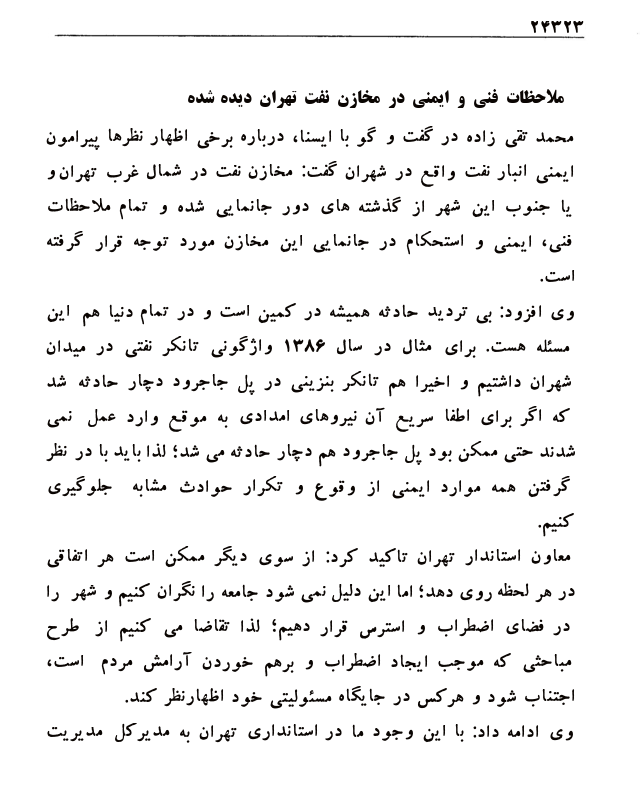 ۲۴۳۲۳
ملاحظات فنی و ایمنی در مخازن نفت تهران دیده شده
محمد تقی زاده در گفت و گو با ایسنا، درباره برخی اظهار نظرها پیرامون
ایمنی انبار نفت واقع در شهران گفت: مخازن نفت در شمال غرب تهران و
یا جنوب این شهر از گذشته های دور جانمایی شده و تمام ملاحظات
فنی، ایمنی و استحکام در جانمایی این مخازن مورد توجه قرار گرفته
است.
وی افزود: بی تردید حادثه همیشه در کمین است و در تمام دنیا هم این
مسئله هست. برای مثال در سال ۱۳۸۶ واژگونی تانکر نفتی در میدان
شهران داشتیم و اخیرا هم تانکر بنزینی در پل جاجرود دچار حادثه شد
که اگر برای اطفا سریع آن نیروهای امدادی به موقع وارد عمل نمی
شدند حتی ممکن بود پل جاجرود هم دچار حادثه می شد؛ لذا باید با در نظر
گرفتن همه موارد ایمنی از وقوع و تکرار حوادث مشابه جلوگیری
کنیم.
معاون استاندار تهران تاکید کرد: از سوی دیگر ممکن است هر اتفاقی
در هر لحظه روی دهد؛ اما این دلیل نمی شود جامعه را نگران کنیم و شهر را
در فضای اضطراب و استرس قرار دهیم؛ لذا تقاضا می کنیم از طرح
مباحثی که موجب ایجاد اضطراب و برهم خوردن آرامش مردم است،
اجتناب شود و هرکس در جایگاه مسئولیتی خود اظهارنظر کند.
وی ادامه داد: با این وجود ما در استانداری تهران به مدیرکل مدیریت